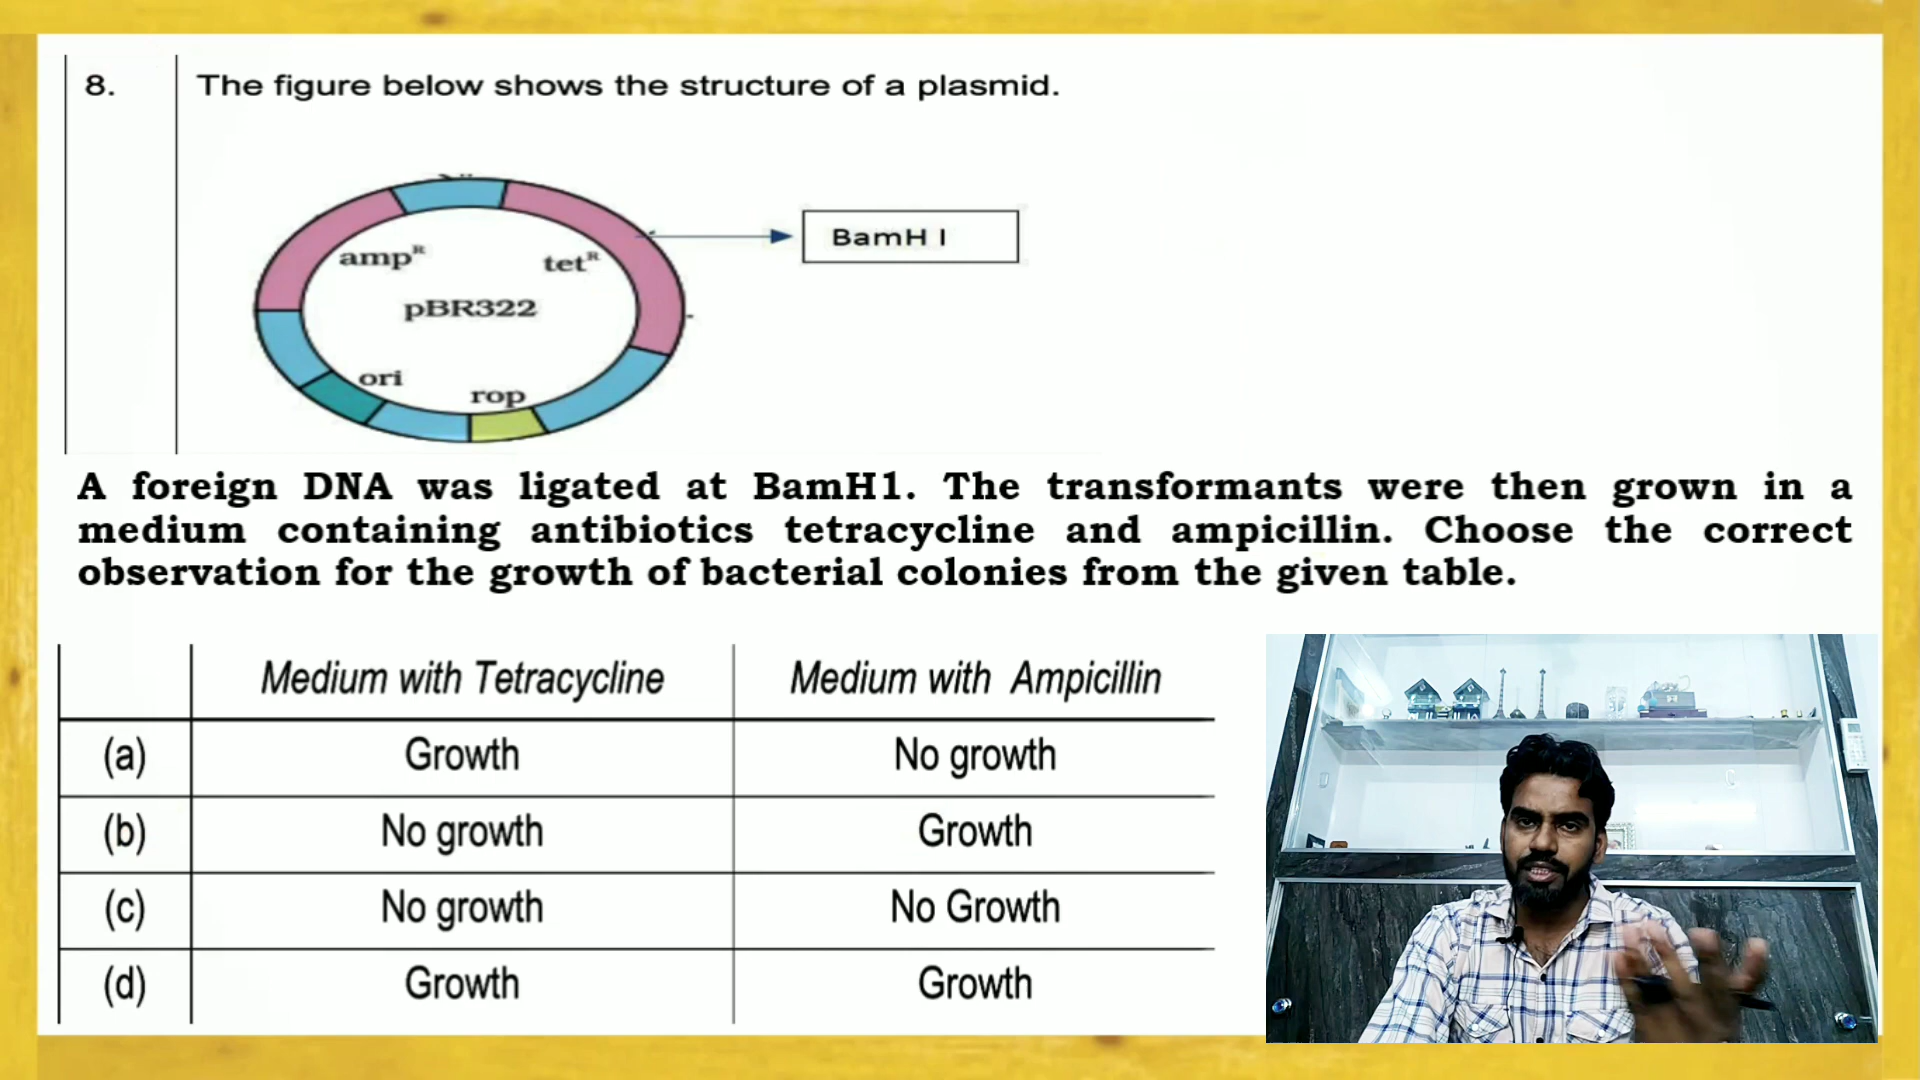 8. The figure below shows the structure of a plasmid.
BamH I
ampᴿ
tetᴿ
pBR322
ori
rop
A foreign DNA was ligated at BamH1. The transformants were then grown in a
medium containing antibiotics tetracycline and ampicillin. Choose the correct
observation for the growth of bacterial colonies from the given table.
Medium with Tetracycline Medium with Ampicillin
(a) Growth No growth
(b) No growth Growth
(c) No growth No Growth
(d) Growth Growth